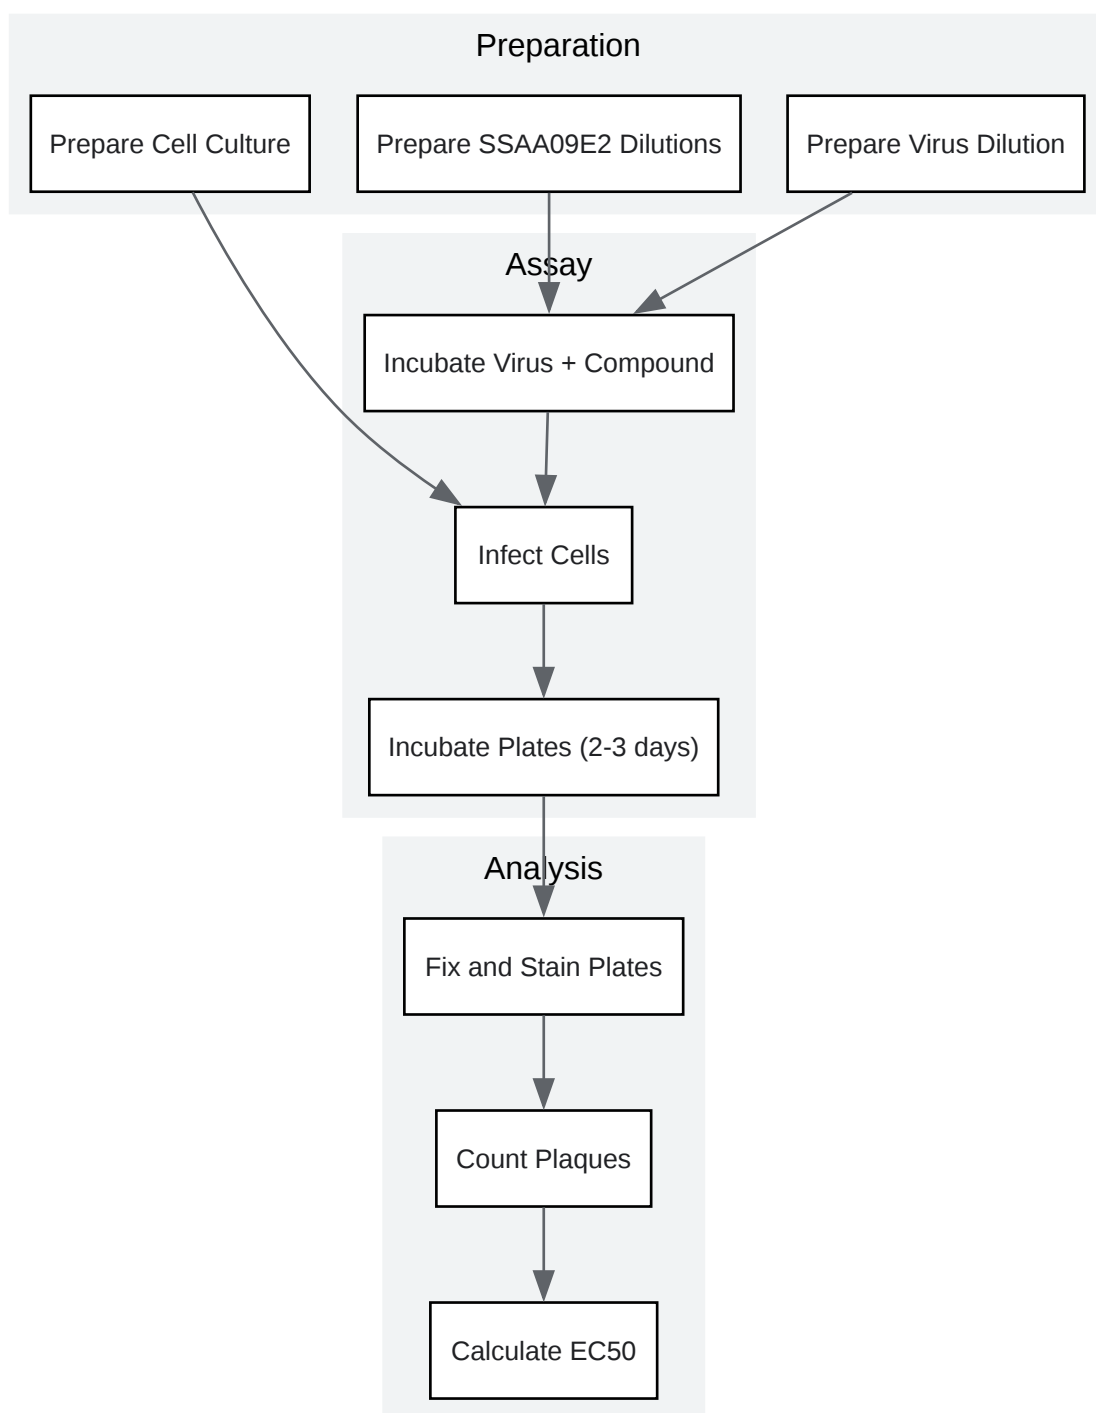 Preparation
Prepare Cell Culture
Prepare SSAA09E2 Dilutions
Prepare Virus Dilution
Assay
Incubate Virus + Compound
Infect Cells
Incubate Plates (2-3 days)
Analysis
Fix and Stain Plates
Count Plaques
Calculate EC50